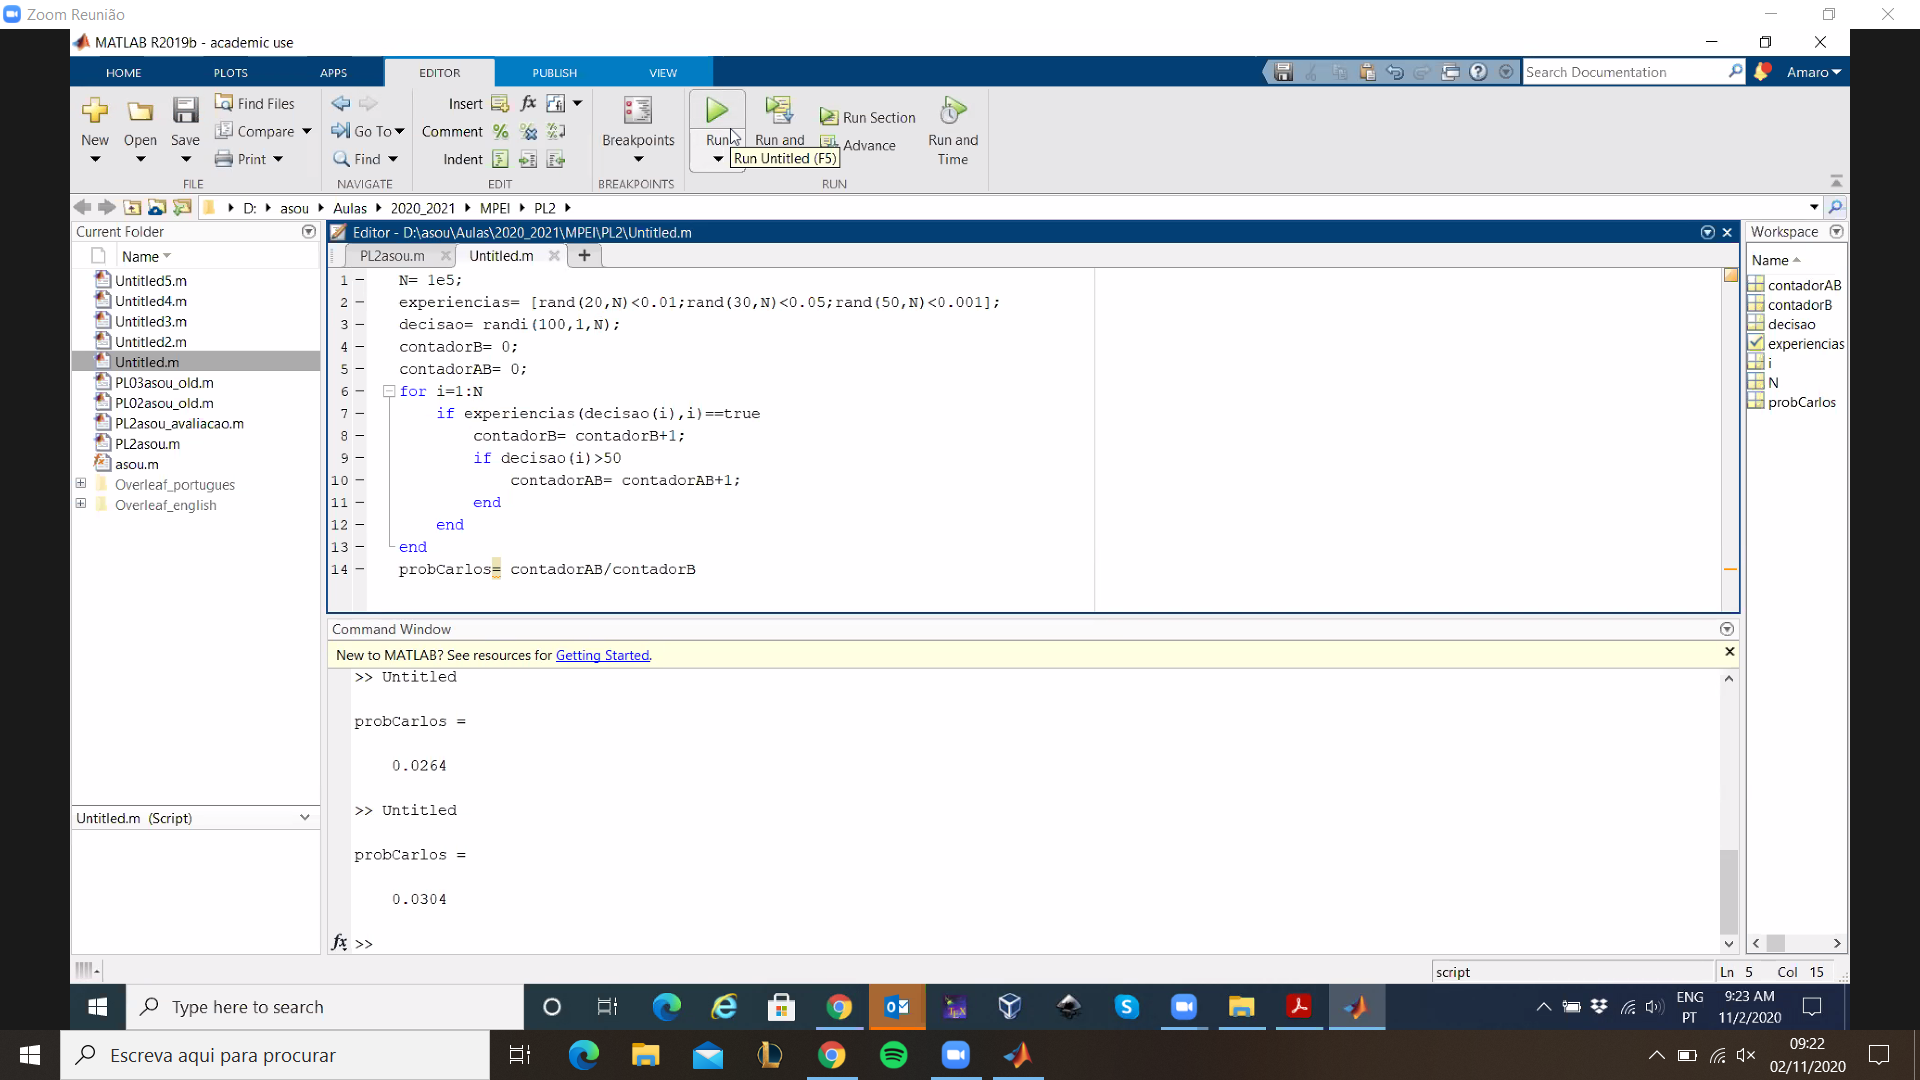 Zoom Reunião
MATLAB R2019b - academic use
HOME PLOTS APPS EDITOR PUBLISH VIEW
Search Documentation
Amaro
New Open Save
Find Files
Compare
Print
FILE
Go To
Find
NAVIGATE
Insert
Comment
Indent
EDIT
Breakpoints
BREAKPOINTS
Run
Run and
Run Section
Advance
Run and
Time
Run Untitled (F5)
RUN
D: asou Aulas 2020_2021 MPEI PL2
Current Folder
Name
Untitled5.m
Untitled4.m
Untitled3.m
Untitled2.m
Untitled.m
PL03asou_old.m
PL02asou_old.m
PL2asou_avaliacao.m
PL2asou.m
asou.m
Overleaf_portugues
Overleaf_english
Untitled.m (Script)
Editor - D:\asou\Aulas\2020_2021\MPEI\PL2\Untitled.m
PL2asou.m Untitled.m
1 N= 1e5;
2 experiencias= [rand(20,N)<0.01;rand(30,N)<0.05;rand(50,N)<0.001];
3 decisao= randi(100,1,N);
4 contadorB= 0;
5 contadorAB= 0;
6 for i=1:N
7 if experiencias(decisao(i),i)==true
8 contadorB= contadorB+1;
9 if decisao(i)>50
10 contadorAB= contadorAB+1;
11 end
12 end
13 end
14 probCarlos= contadorAB/contadorB
Command Window
New to MATLAB? See resources for Getting Started.
>> Untitled
probCarlos =
0.0264
>> Untitled
probCarlos =
0.0304
fx >>
Workspace
Name
contadorAB
contadorB
decisao
experiencias
i
N
probCarlos
script
Ln 5 Col 15
Type here to search
ENG
PT
9:23 AM
11/2/2020
Escreva aqui para procurar
09:22
02/11/2020